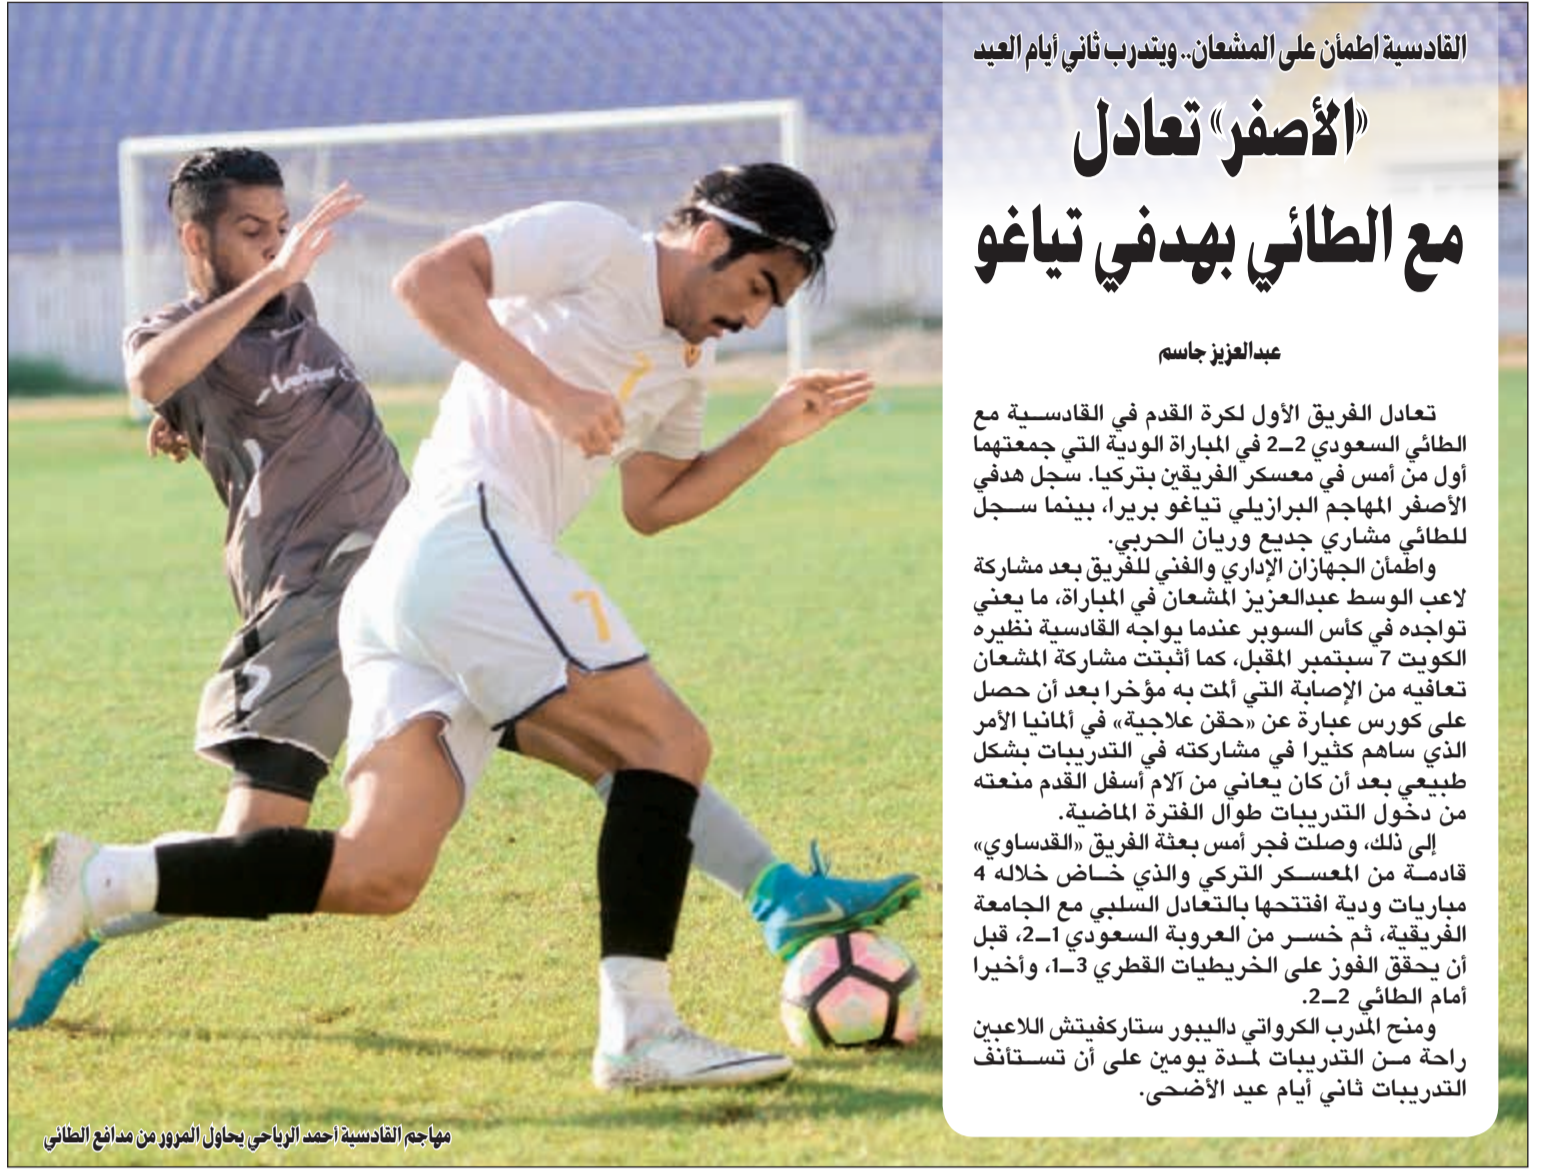 القادسية اطمأن على المشعان.. ويتدرب ثاني أيام العيد
«الأصفر» تعادل
مع الطائي بهدفي تياغو
عبدالعزيز جاسم
تعادل الفريق الأول لكرة القدم في القادسية مع
الطائي السعودي 2-2 في المباراة الودية التي جمعتهما
أول من أمس في معسكر الفريقين بتركيا. سجل هدفي
الأصفر المهاجم البرازيلي تياغو بريرا، بينما سجل
للطائي مشاري جديع وريان الحربي.
واطمأن الجهازان الإداري والفني للفريق بعد مشاركة
لاعب الوسط عبدالعزيز المشعان في المباراة، ما يعني
تواجده في كأس السوبر عندما يواجه القادسية نظيره
الكويت 7 سبتمبر المقبل، كما أثبتت مشاركة المشعان
تعافيه من الإصابة التي ألمت به مؤخرا بعد أن حصل
على كورس عبارة عن «حقن علاجية» في ألمانيا الأمر
الذي ساهم كثيرا في مشاركته في التدريبات بشكل
طبيعي بعد أن كان يعاني من آلام أسفل القدم منعته
من دخول التدريبات طوال الفترة الماضية.
إلى ذلك، وصلت فجر أمس بعثة الفريق «القدساوي»
قادمة من المعسكر التركي والذي خاض خلاله 4
مباريات ودية افتتحها بالتعادل السلبي مع الجامعة
الفريقية، ثم خسر من العروبة السعودي 1-2، قبل
أن يحقق الفوز على الخريطيات القطري 3-1، وأخيرا
أمام الطائي 2-2.
ومنح المدرب الكرواتي داليبور ستاركفيتش اللاعبين
راحة من التدريبات لمدة يومين على أن تستأنف
التدريبات ثاني أيام عيد الأضحى.
7
7
2
مهاجم القادسية أحمد الرياحي يحاول المرور من مدافع الطائي